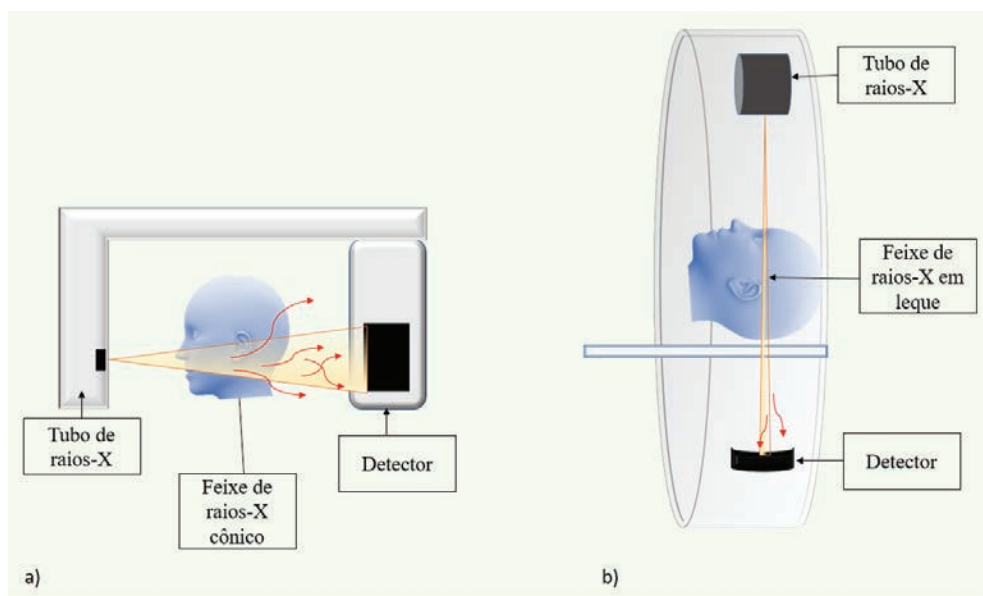 Tubo de
raios-X
Feixe de
raios-X
cônico
Detector
a)
Tubo de
raios-X
Feixe de
raios-X em
leque
Detector
b)